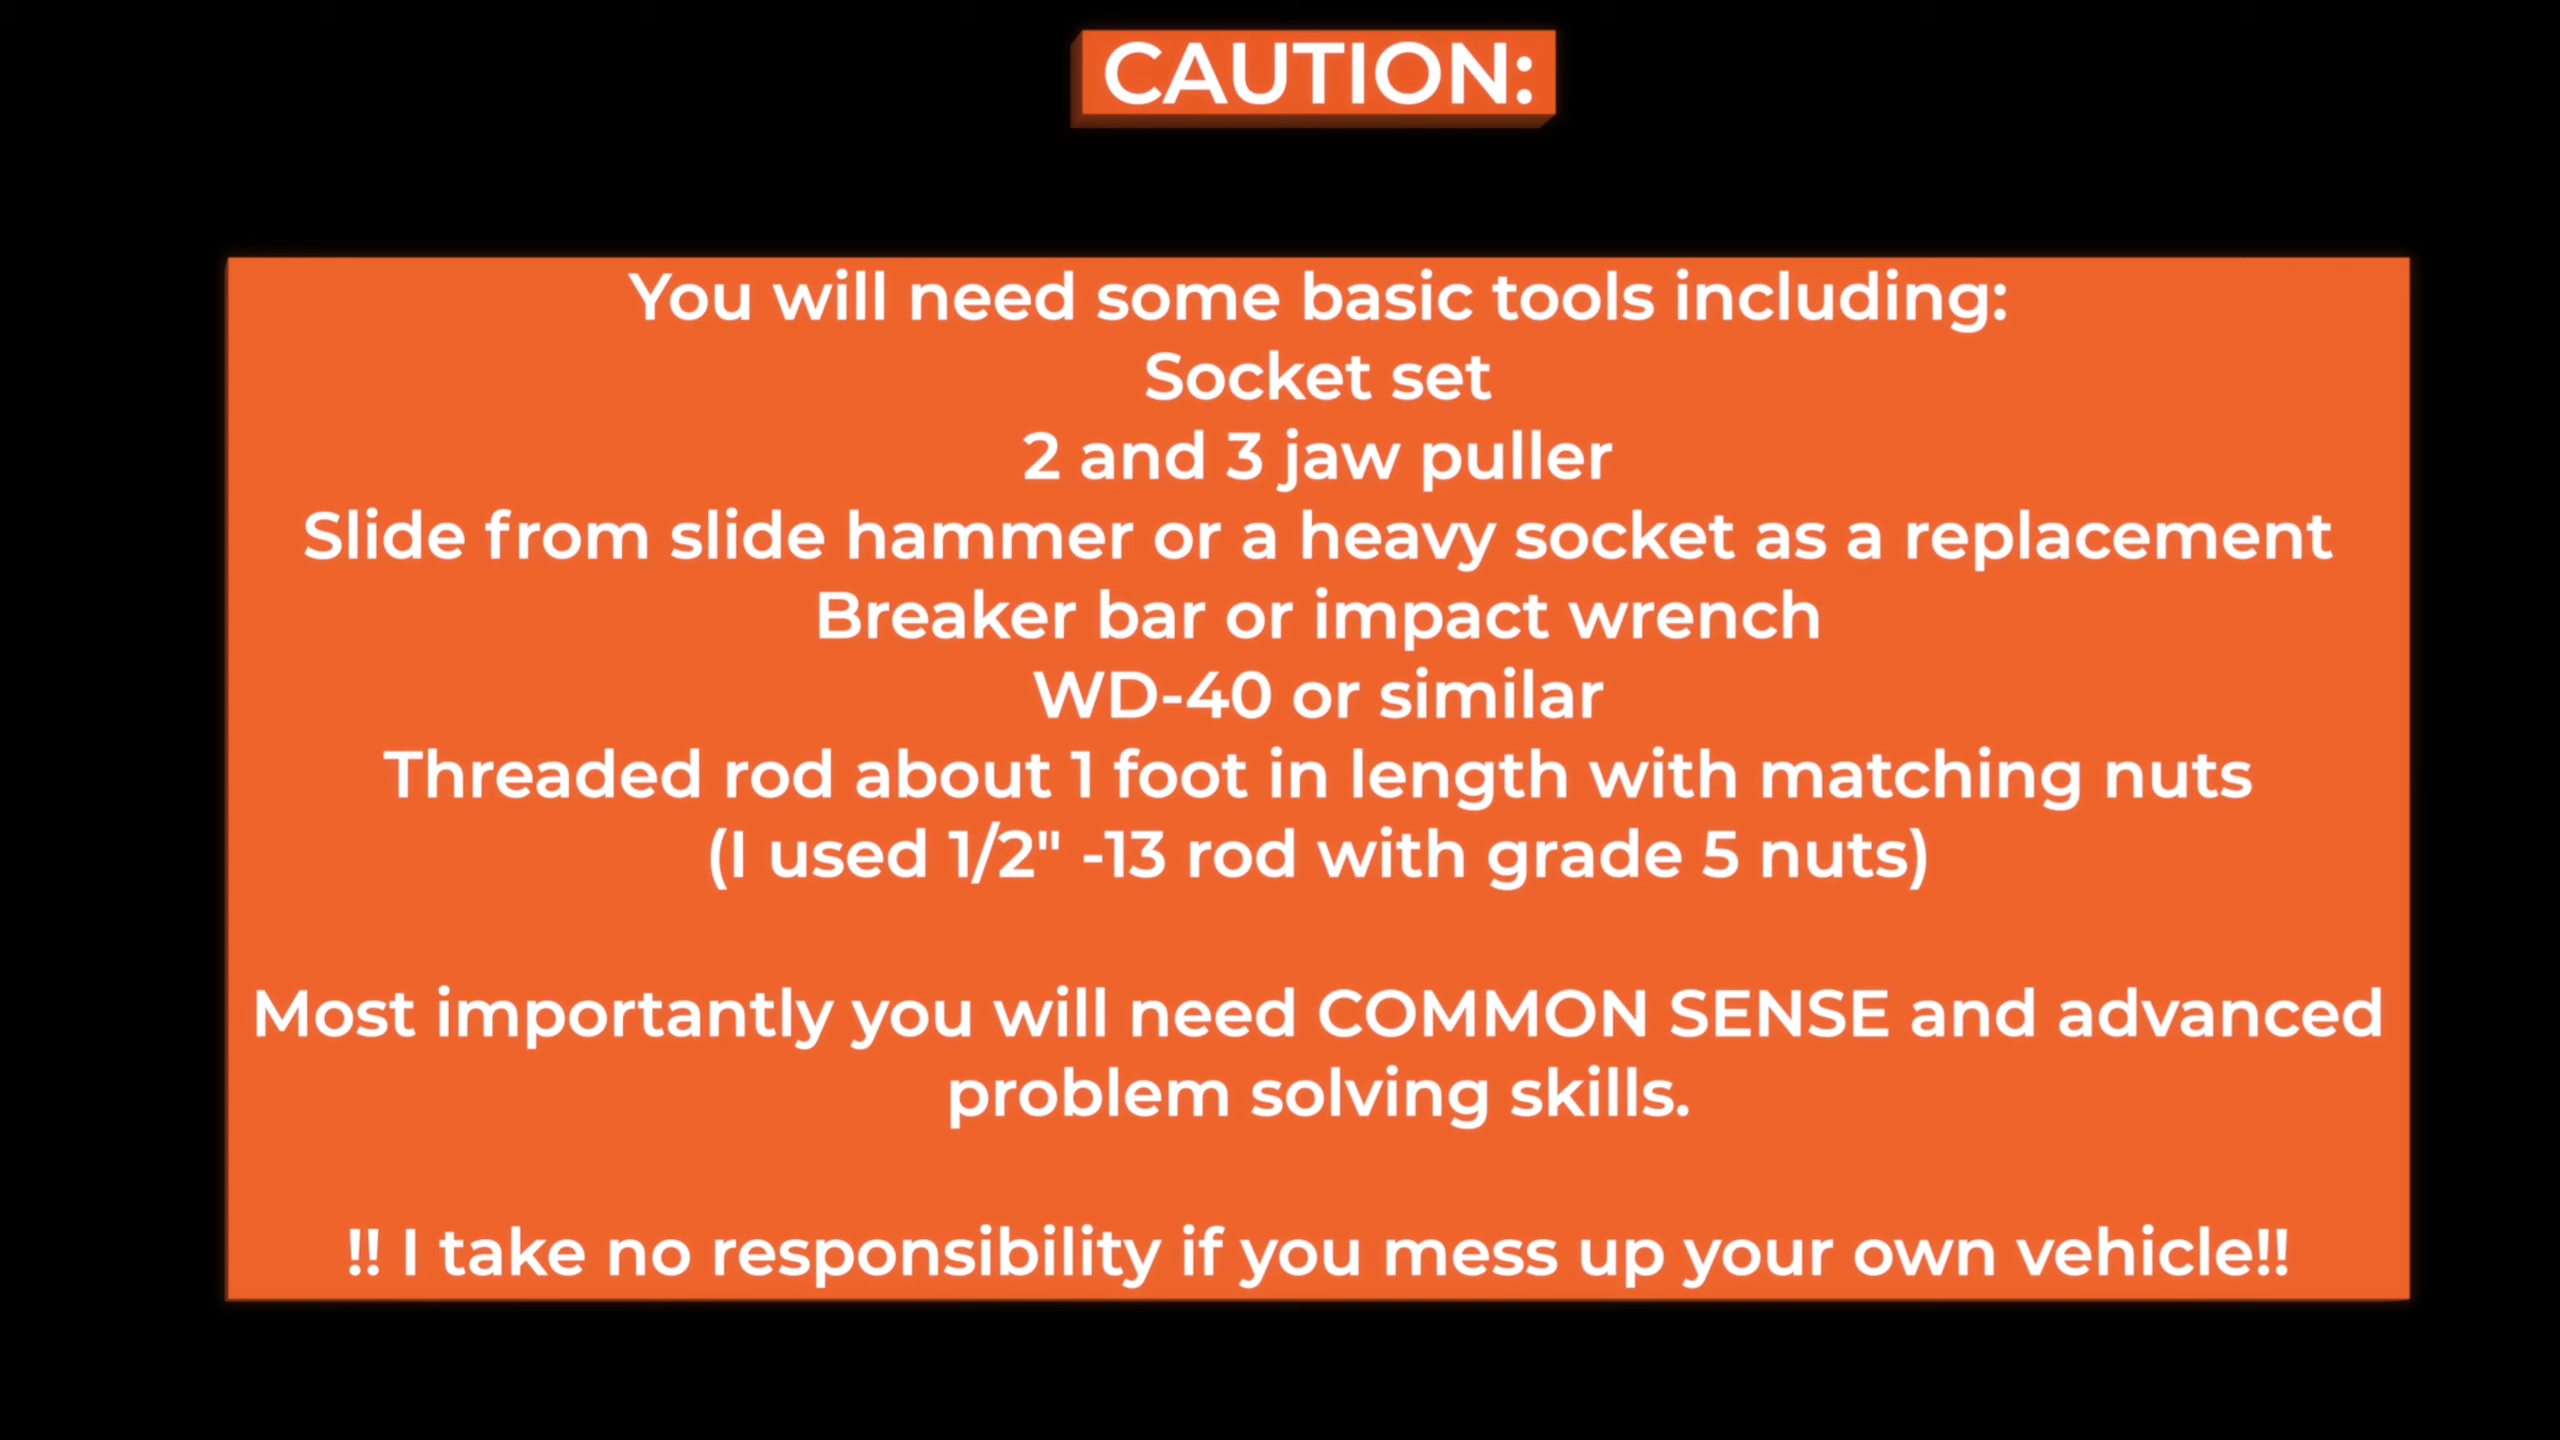 CAUTION:
You will need some basic tools including:
Socket set
2 and 3 jaw puller
Slide from slide hammer or a heavy socket as a replacement
Breaker bar or impact wrench
WD-40 or similar
Threaded rod about 1 foot in length with matching nuts
(I used 1/2" -13 rod with grade 5 nuts)
Most importantly you will need COMMON SENSE and advanced
problem solving skills.
!! I take no responsibility if you mess up your own vehicle!!